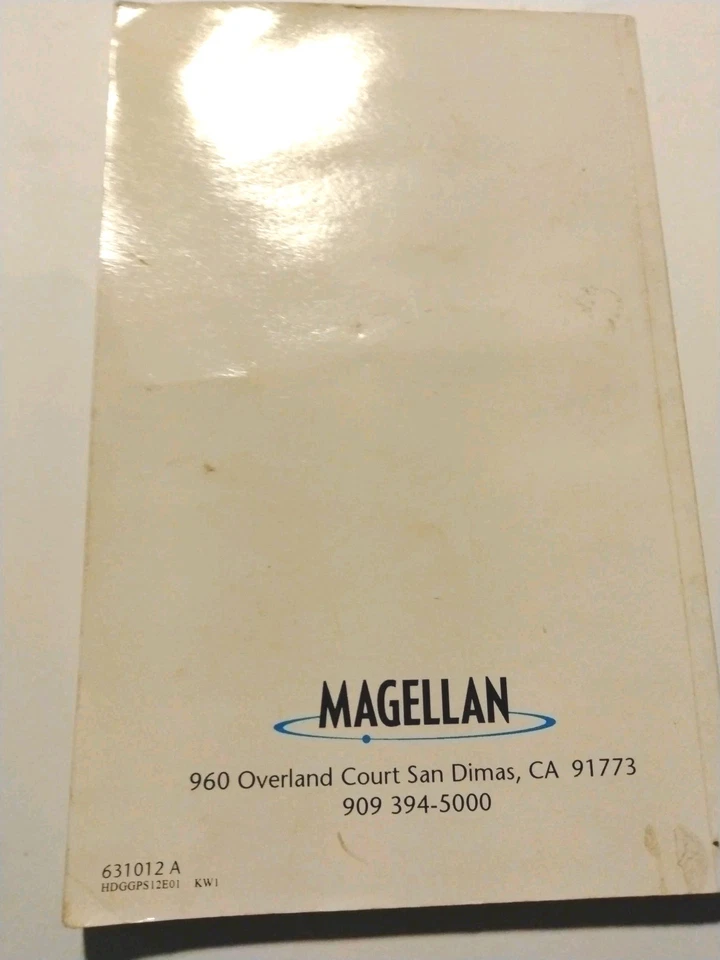 MAGELLAN
960 Overland Court San Dimas, CA 91773
909 394-5000
631012 A
HDGGPS12E01 KW1